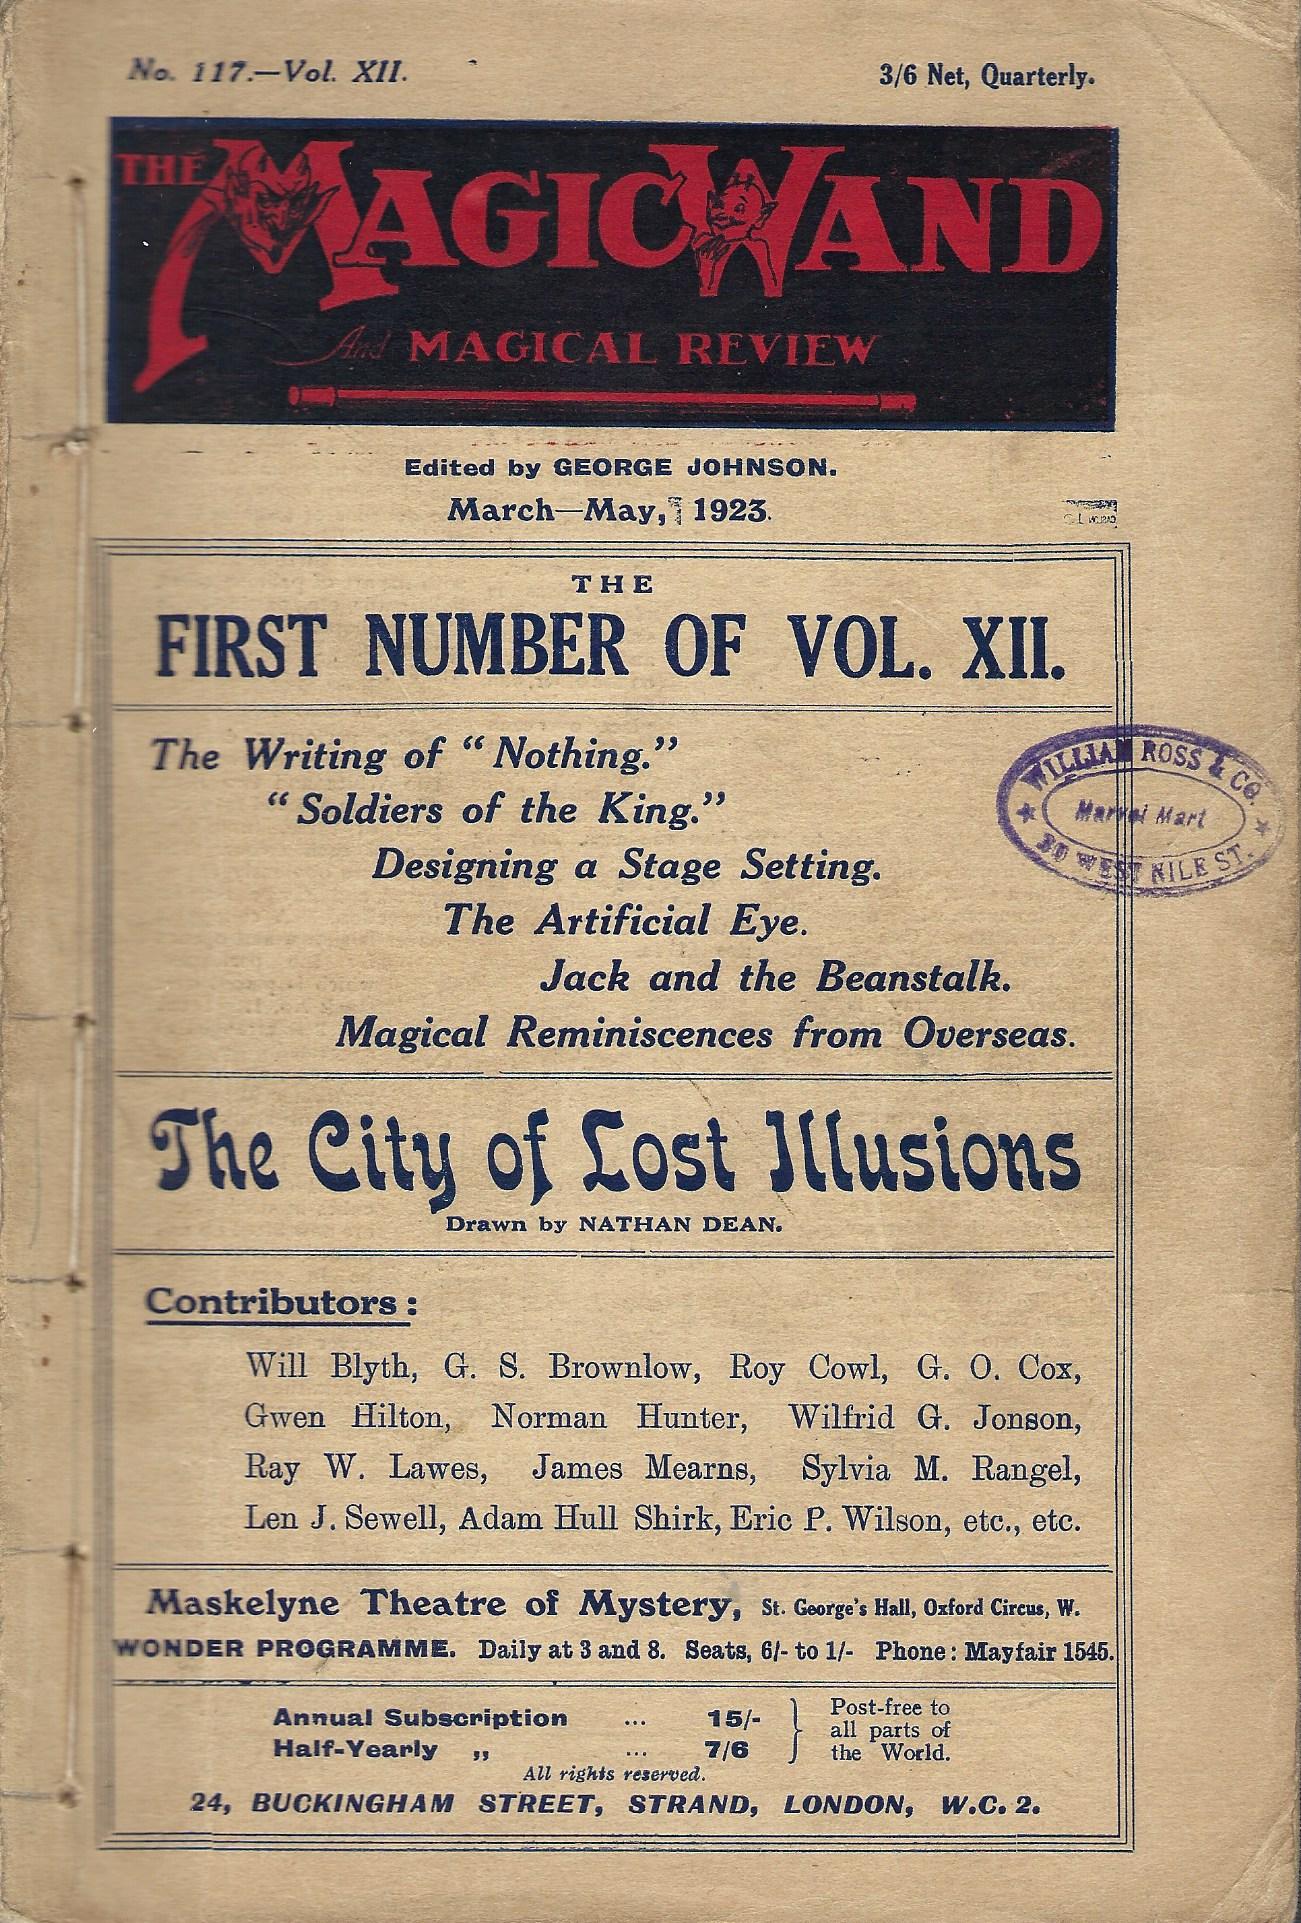 No. 117.—Vol. XII.
3/6 Net, Quarterly.
THE MAGIC WAND
And MAGICAL REVIEW
Edited by GEORGE JOHNSON.
March—May, 1923.
THE
FIRST NUMBER OF VOL. XII.
The Writing of “Nothing.”
“Soldiers of the King.”
Designing a Stage Setting.
The Artificial Eye.
Jack and the Beanstalk.
Magical Reminiscences from Overseas.
WILLIAM ROSS & CO.
Marvel Mart
30 WEST NILE ST.
The City of Lost Illusions
Drawn by NATHAN DEAN.
Contributors:
Will Blyth, G. S. Brownlow, Roy Cowl, G. O. Cox,
Gwen Hilton, Norman Hunter, Wilfrid G. Jonson,
Ray W. Lawes, James Mearns, Sylvia M. Rangel,
Len J. Sewell, Adam Hull Shirk, Eric P. Wilson, etc., etc.
Maskelyne Theatre of Mystery, St. George's Hall, Oxford Circus, W.
WONDER PROGRAMME. Daily at 3 and 8. Seats, 6/- to 1/- Phone: Mayfair 1545.
Annual Subscription ... 15/-
Half-Yearly „ ... 7/6
Post-free to
all parts of
the World.
All rights reserved.
24, BUCKINGHAM STREET, STRAND, LONDON, W.C. 2.